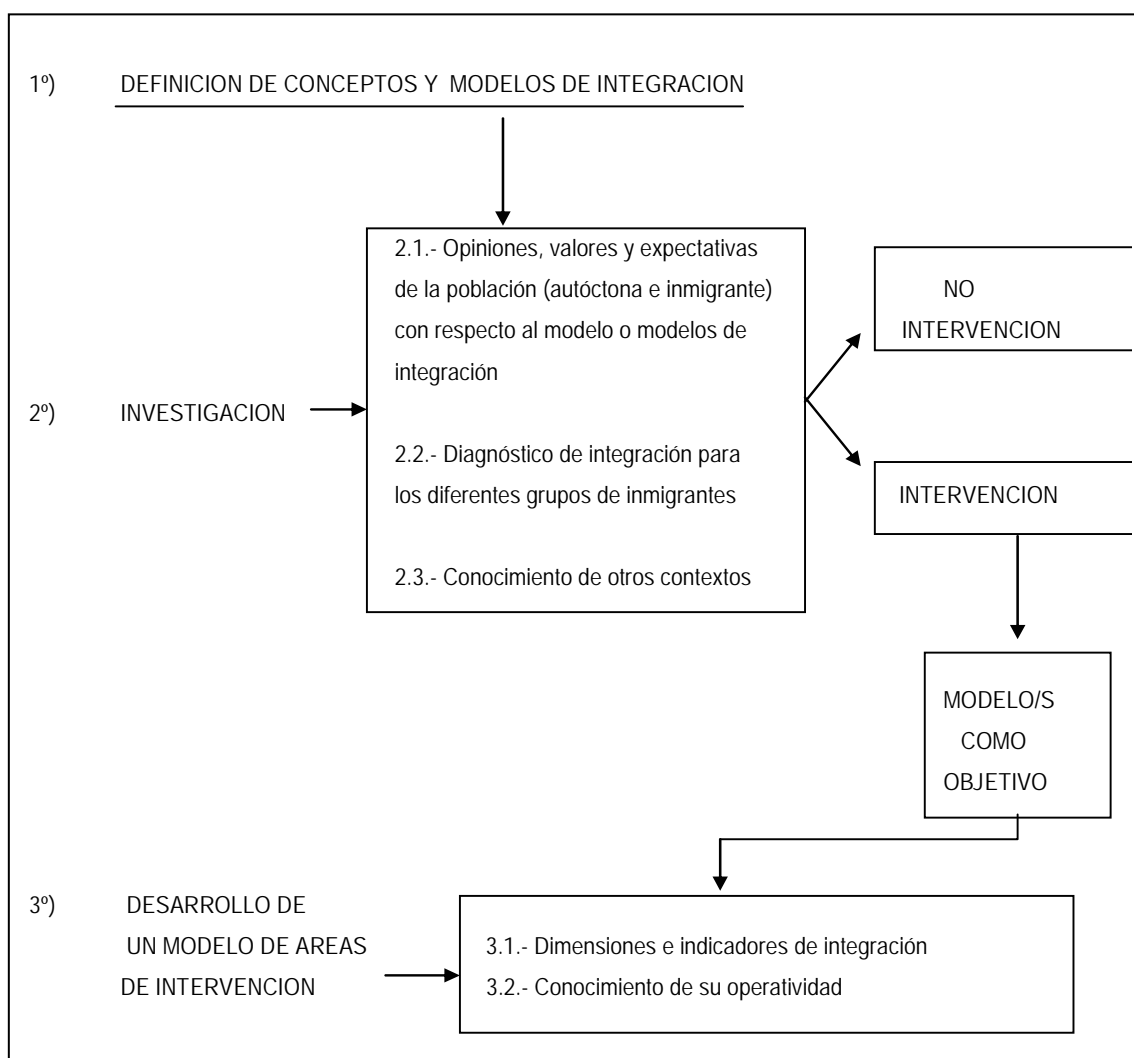 1º) DEFINICION DE CONCEPTOS Y MODELOS DE INTEGRACION
2.1.- Opiniones, valores y expectativas
de la población (autóctona e inmigrante)
con respecto al modelo o modelos de
integración
2º) INVESTIGACION
2.2.- Diagnóstico de integración para
los diferentes grupos de inmigrantes
2.3.- Conocimiento de otros contextos
NO
INTERVENCION
INTERVENCION
MODELO/S
COMO
OBJETIVO
3º) DESARROLLO DE
UN MODELO DE AREAS
DE INTERVENCION
3.1.- Dimensiones e indicadores de integración
3.2.- Conocimiento de su operatividad